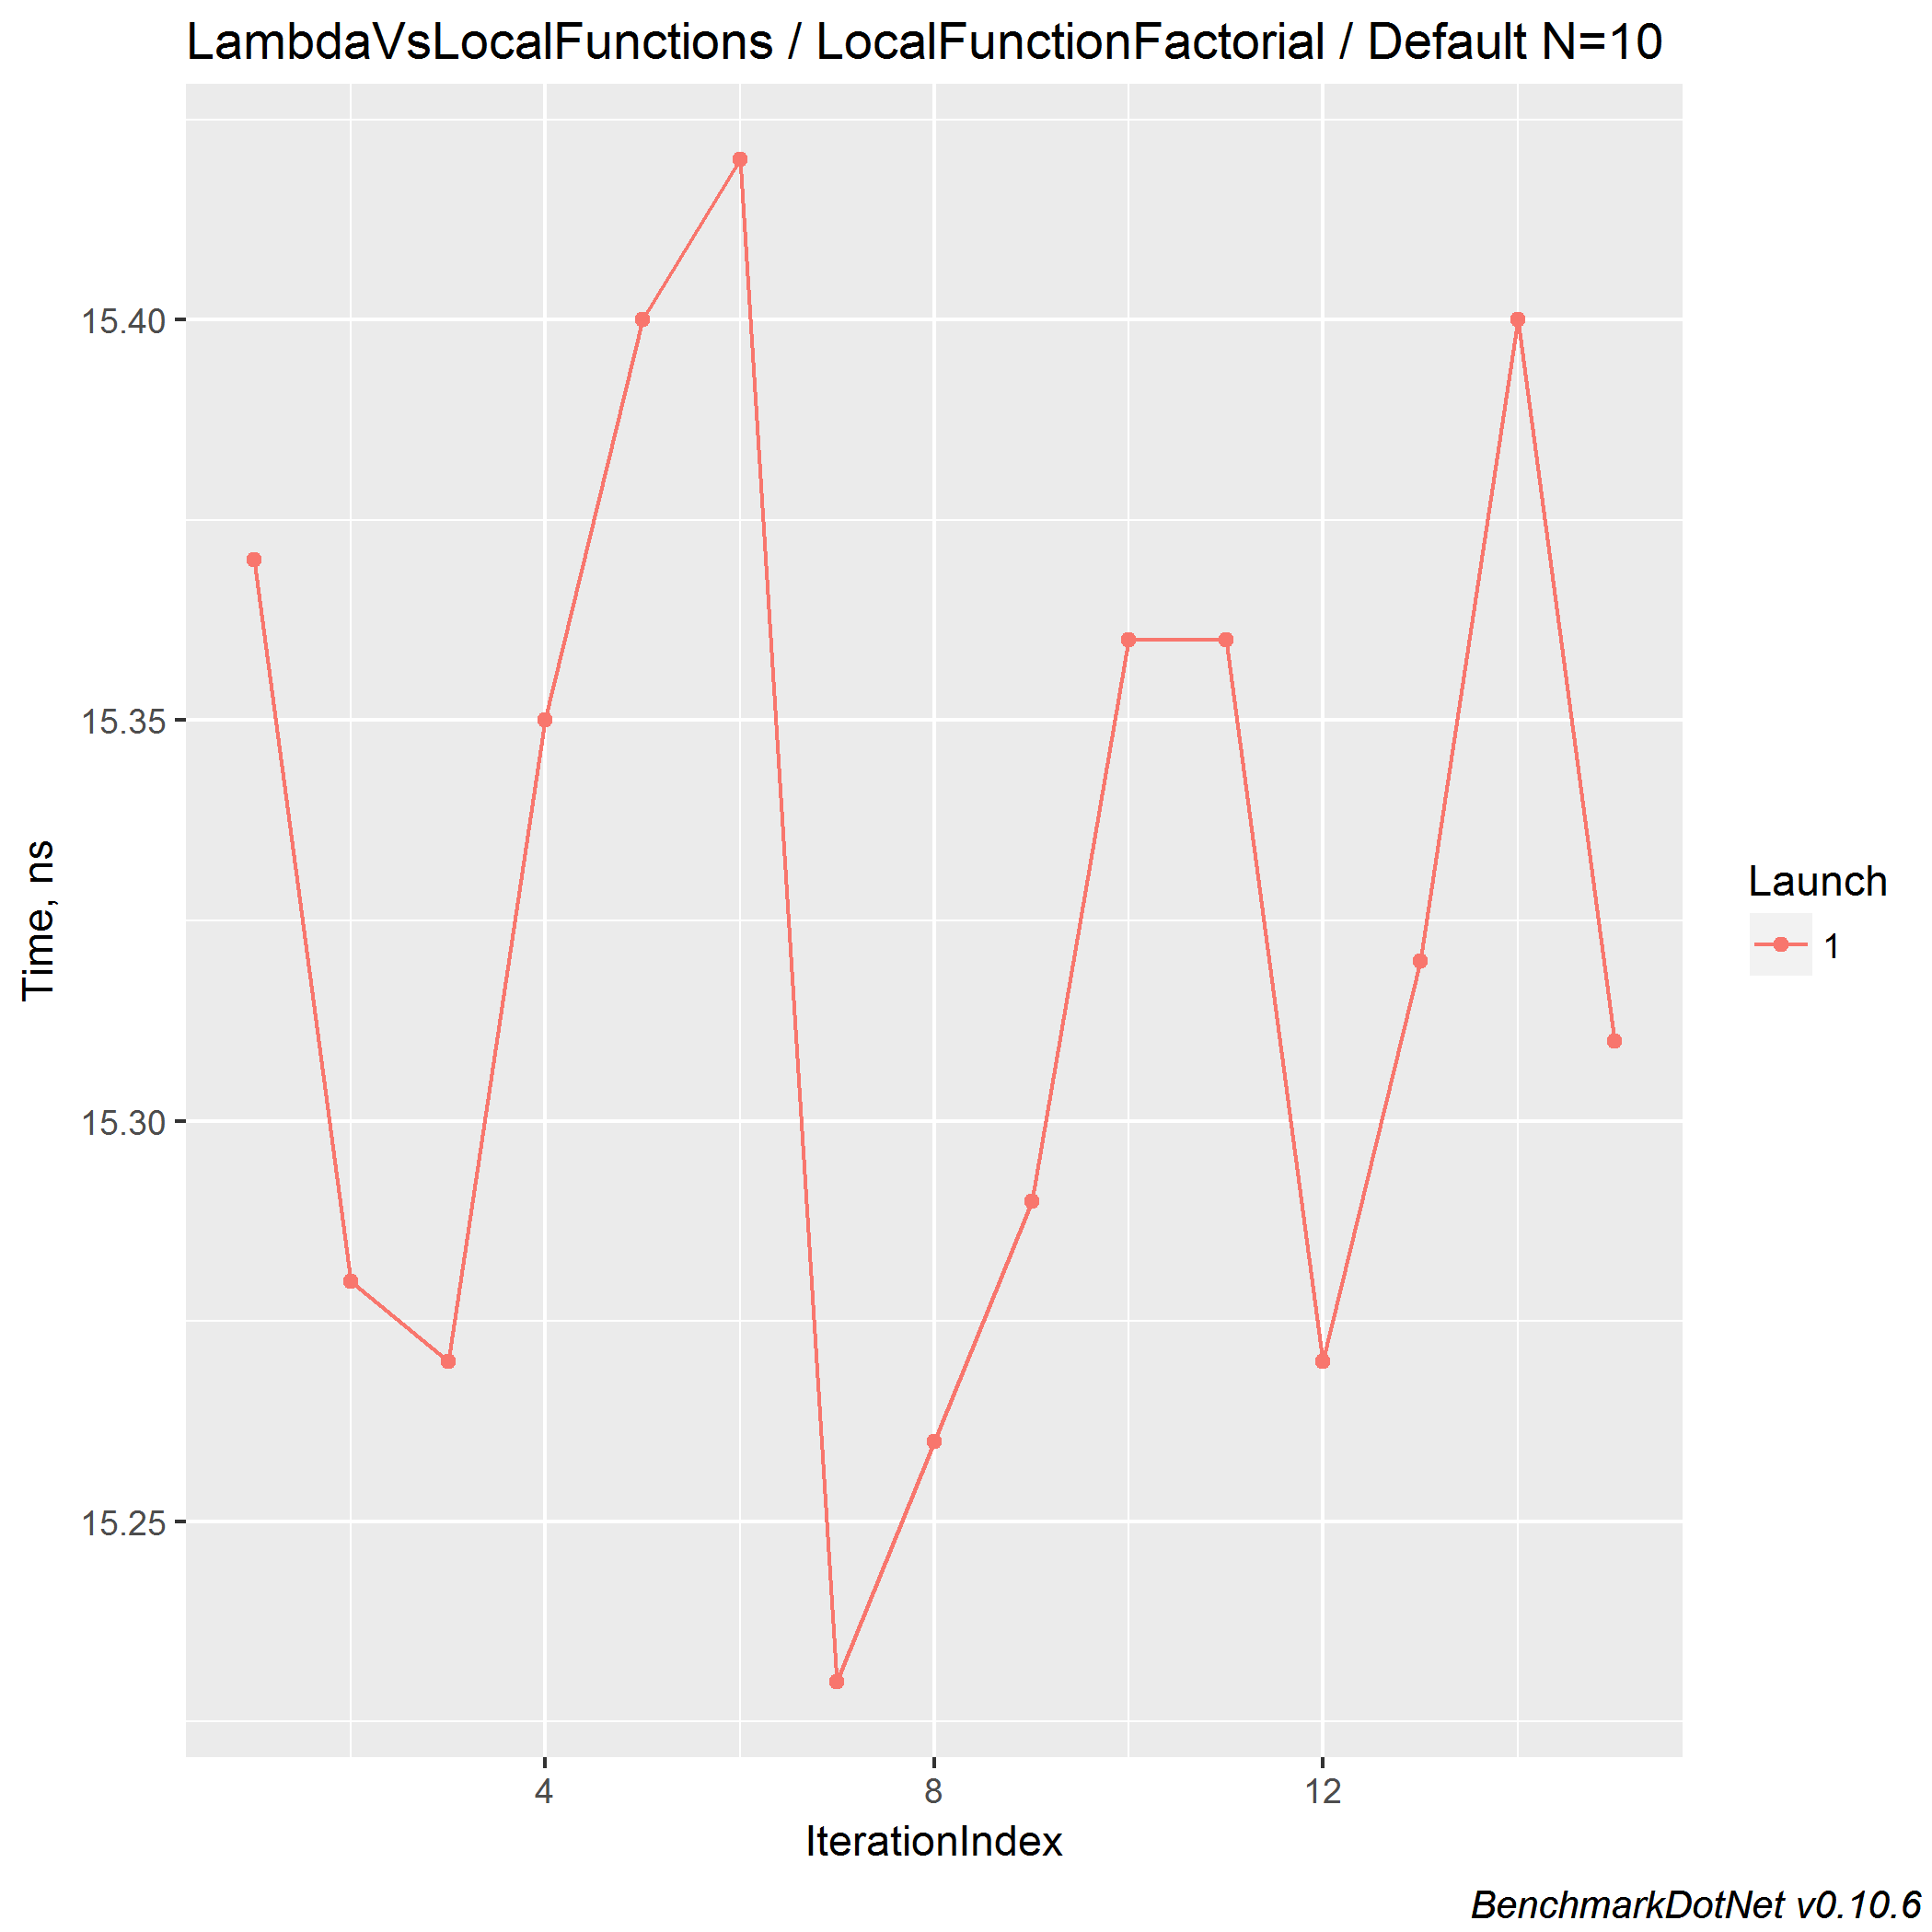 LambdaVsLocalFunctions / LocalFunctionFactorial / Default N=10
15.40
15.35
15.30
15.25
Time, ns
4 8 12
IterationIndex
Launch
1
BenchmarkDotNet v0.10.6